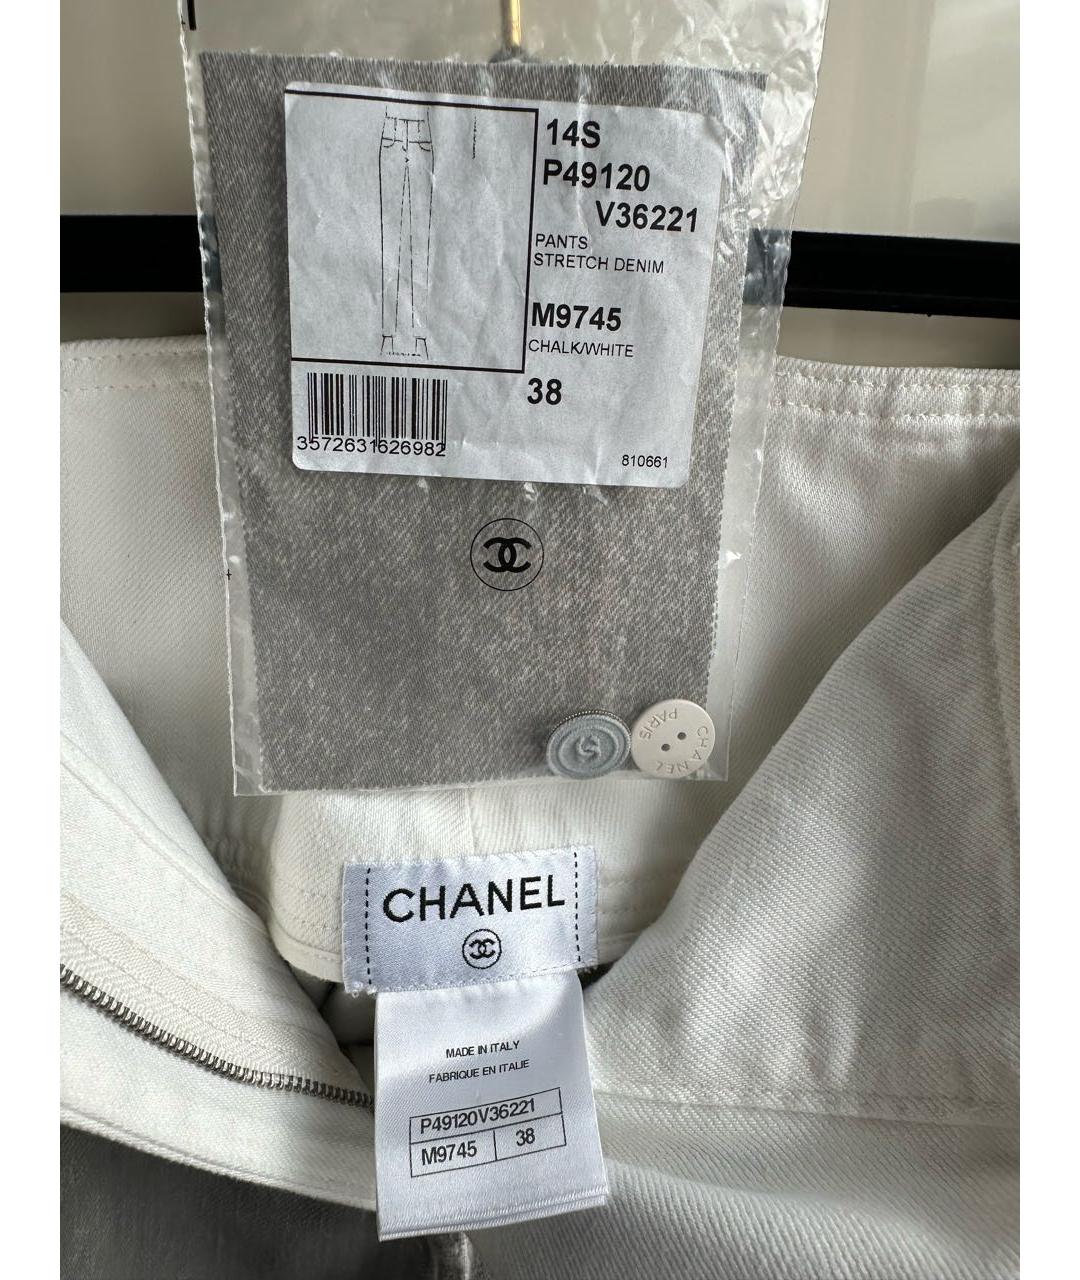 14S
P49120
V36221
PANTS
STRETCH DENIM
M9745
CHALK/WHITE
38
3572631626982
810661
CHANEL PARIS
CHANEL
MADE IN ITALY
FABRIQUE EN ITALIE
P49120V36221
M9745 38